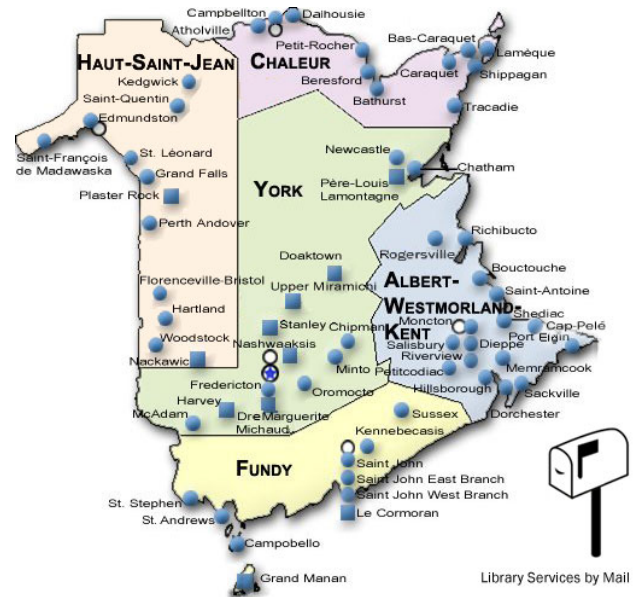 Campbellton
Dalhousie
Atholville
Petit-Rocher
Bas-Caraquet
Lamèque
HAUT-SAINT-JEAN
CHALEUR
Kedgwick
Beresford
Caraquet
Shippagan
Saint-Quentin
Bathurst
Edmundston
Tracadie
Saint-François
de Madawaska
St. Léonard
Newcastle
Chatham
Grand Falls
YORK
Père-Louis
Lamontagne
Plaster Rock
Perth Andover
Richibucto
Rogersville
Doaktown
Bouctouche
Florenceville-Bristol
Upper Miramichi
ALBERT-
WESTMORLAND-
KENT
Saint-Antoine
Hartland
Stanley
Chipman
Moncton
Shediac
Cap-Pelé
Woodstock
Nashwaaksis
Salisbury
Dieppe
Port Elgin
Nackawic
Minto
Riverview
Petitcodiac
Memramcook
Fredericton
Oromocto
Hillsborough
Sackville
Harvey
Dre-Marguerite
Michaud
Dorchester
McAdam
Sussex
Kennebecasis
FUNDY
Saint John
Saint John East Branch
Saint John West Branch
St. Stephen
Le Cormoran
St. Andrews
Campobello
Grand Manan
Library Services by Mail